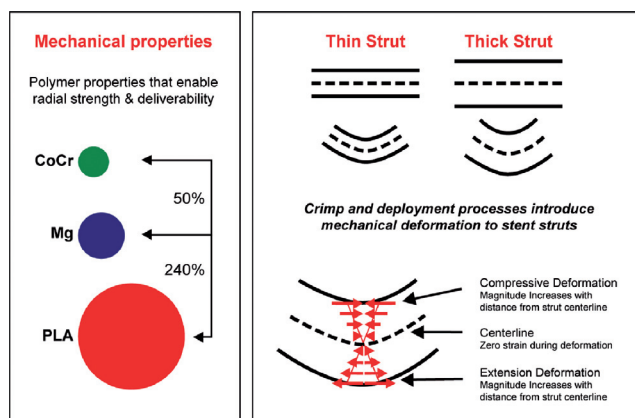 Mechanical properties
Polymer properties that enable
radial strength & deliverability
CoCr
50%
Mg
240%
PLA
Thin Strut
Thick Strut
Crimp and deployment processes introduce
mechanical deformation to stent struts
Compressive Deformation
Magnitude Increases with
distance from strut centerline
Centerline
Zero strain during deformation
Extension Deformation
Magnitude Increases with
distance from strut centerline